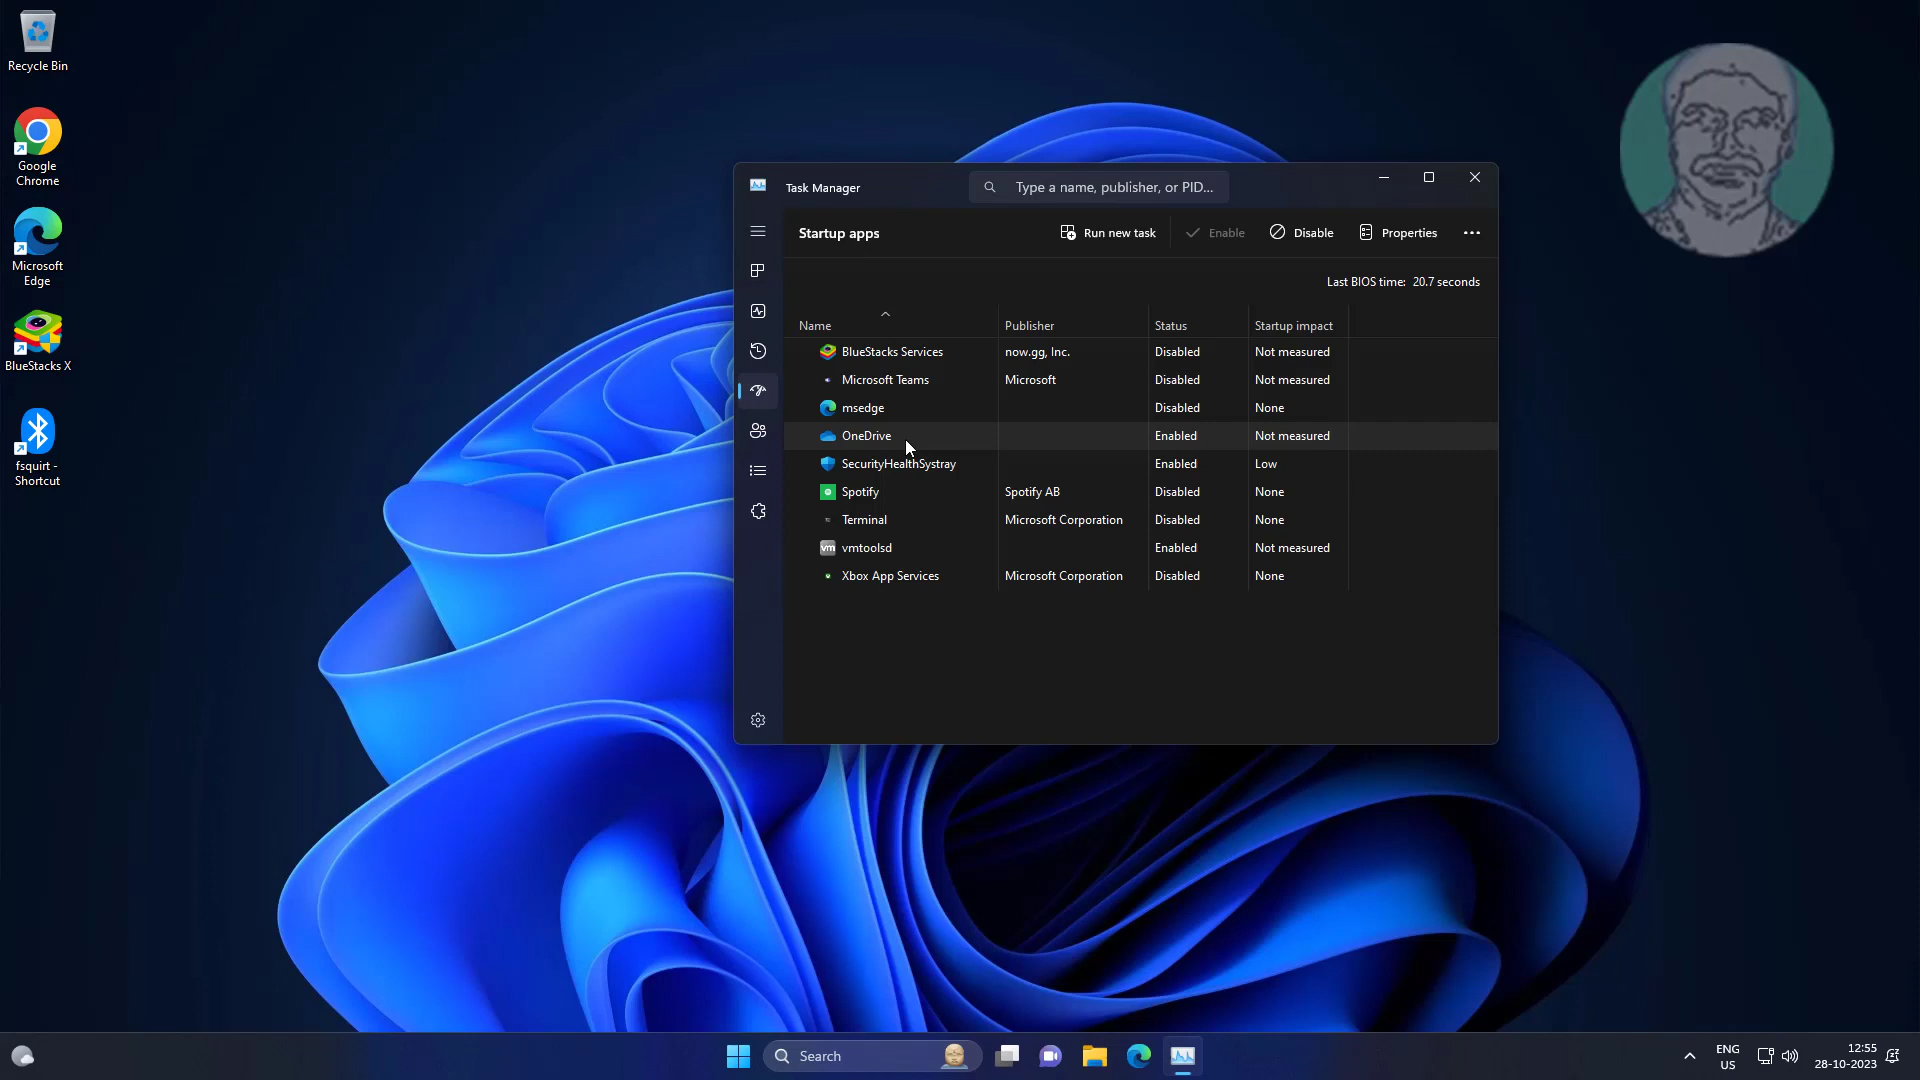 Recycle Bin
Google
Chrome
Microsoft
Edge
BlueStacks X
fsquirt -
Shortcut
Task Manager
Type a name, publisher, or PID...
Startup apps
Run new task
Enable
Disable
Properties
Last BIOS time: 20.7 seconds
Name Publisher Status Startup impact
BlueStacks Services now.gg, Inc. Disabled Not measured
Microsoft Teams Microsoft Disabled Not measured
msedge Disabled None
OneDrive Enabled Not measured
SecurityHealthSystray Enabled Low
Spotify Spotify AB Disabled None
Terminal Microsoft Corporation Disabled None
vm vmtoolsd Enabled Not measured
Xbox App Services Microsoft Corporation Disabled None
Search
ENG
US
12:55
28-10-2023